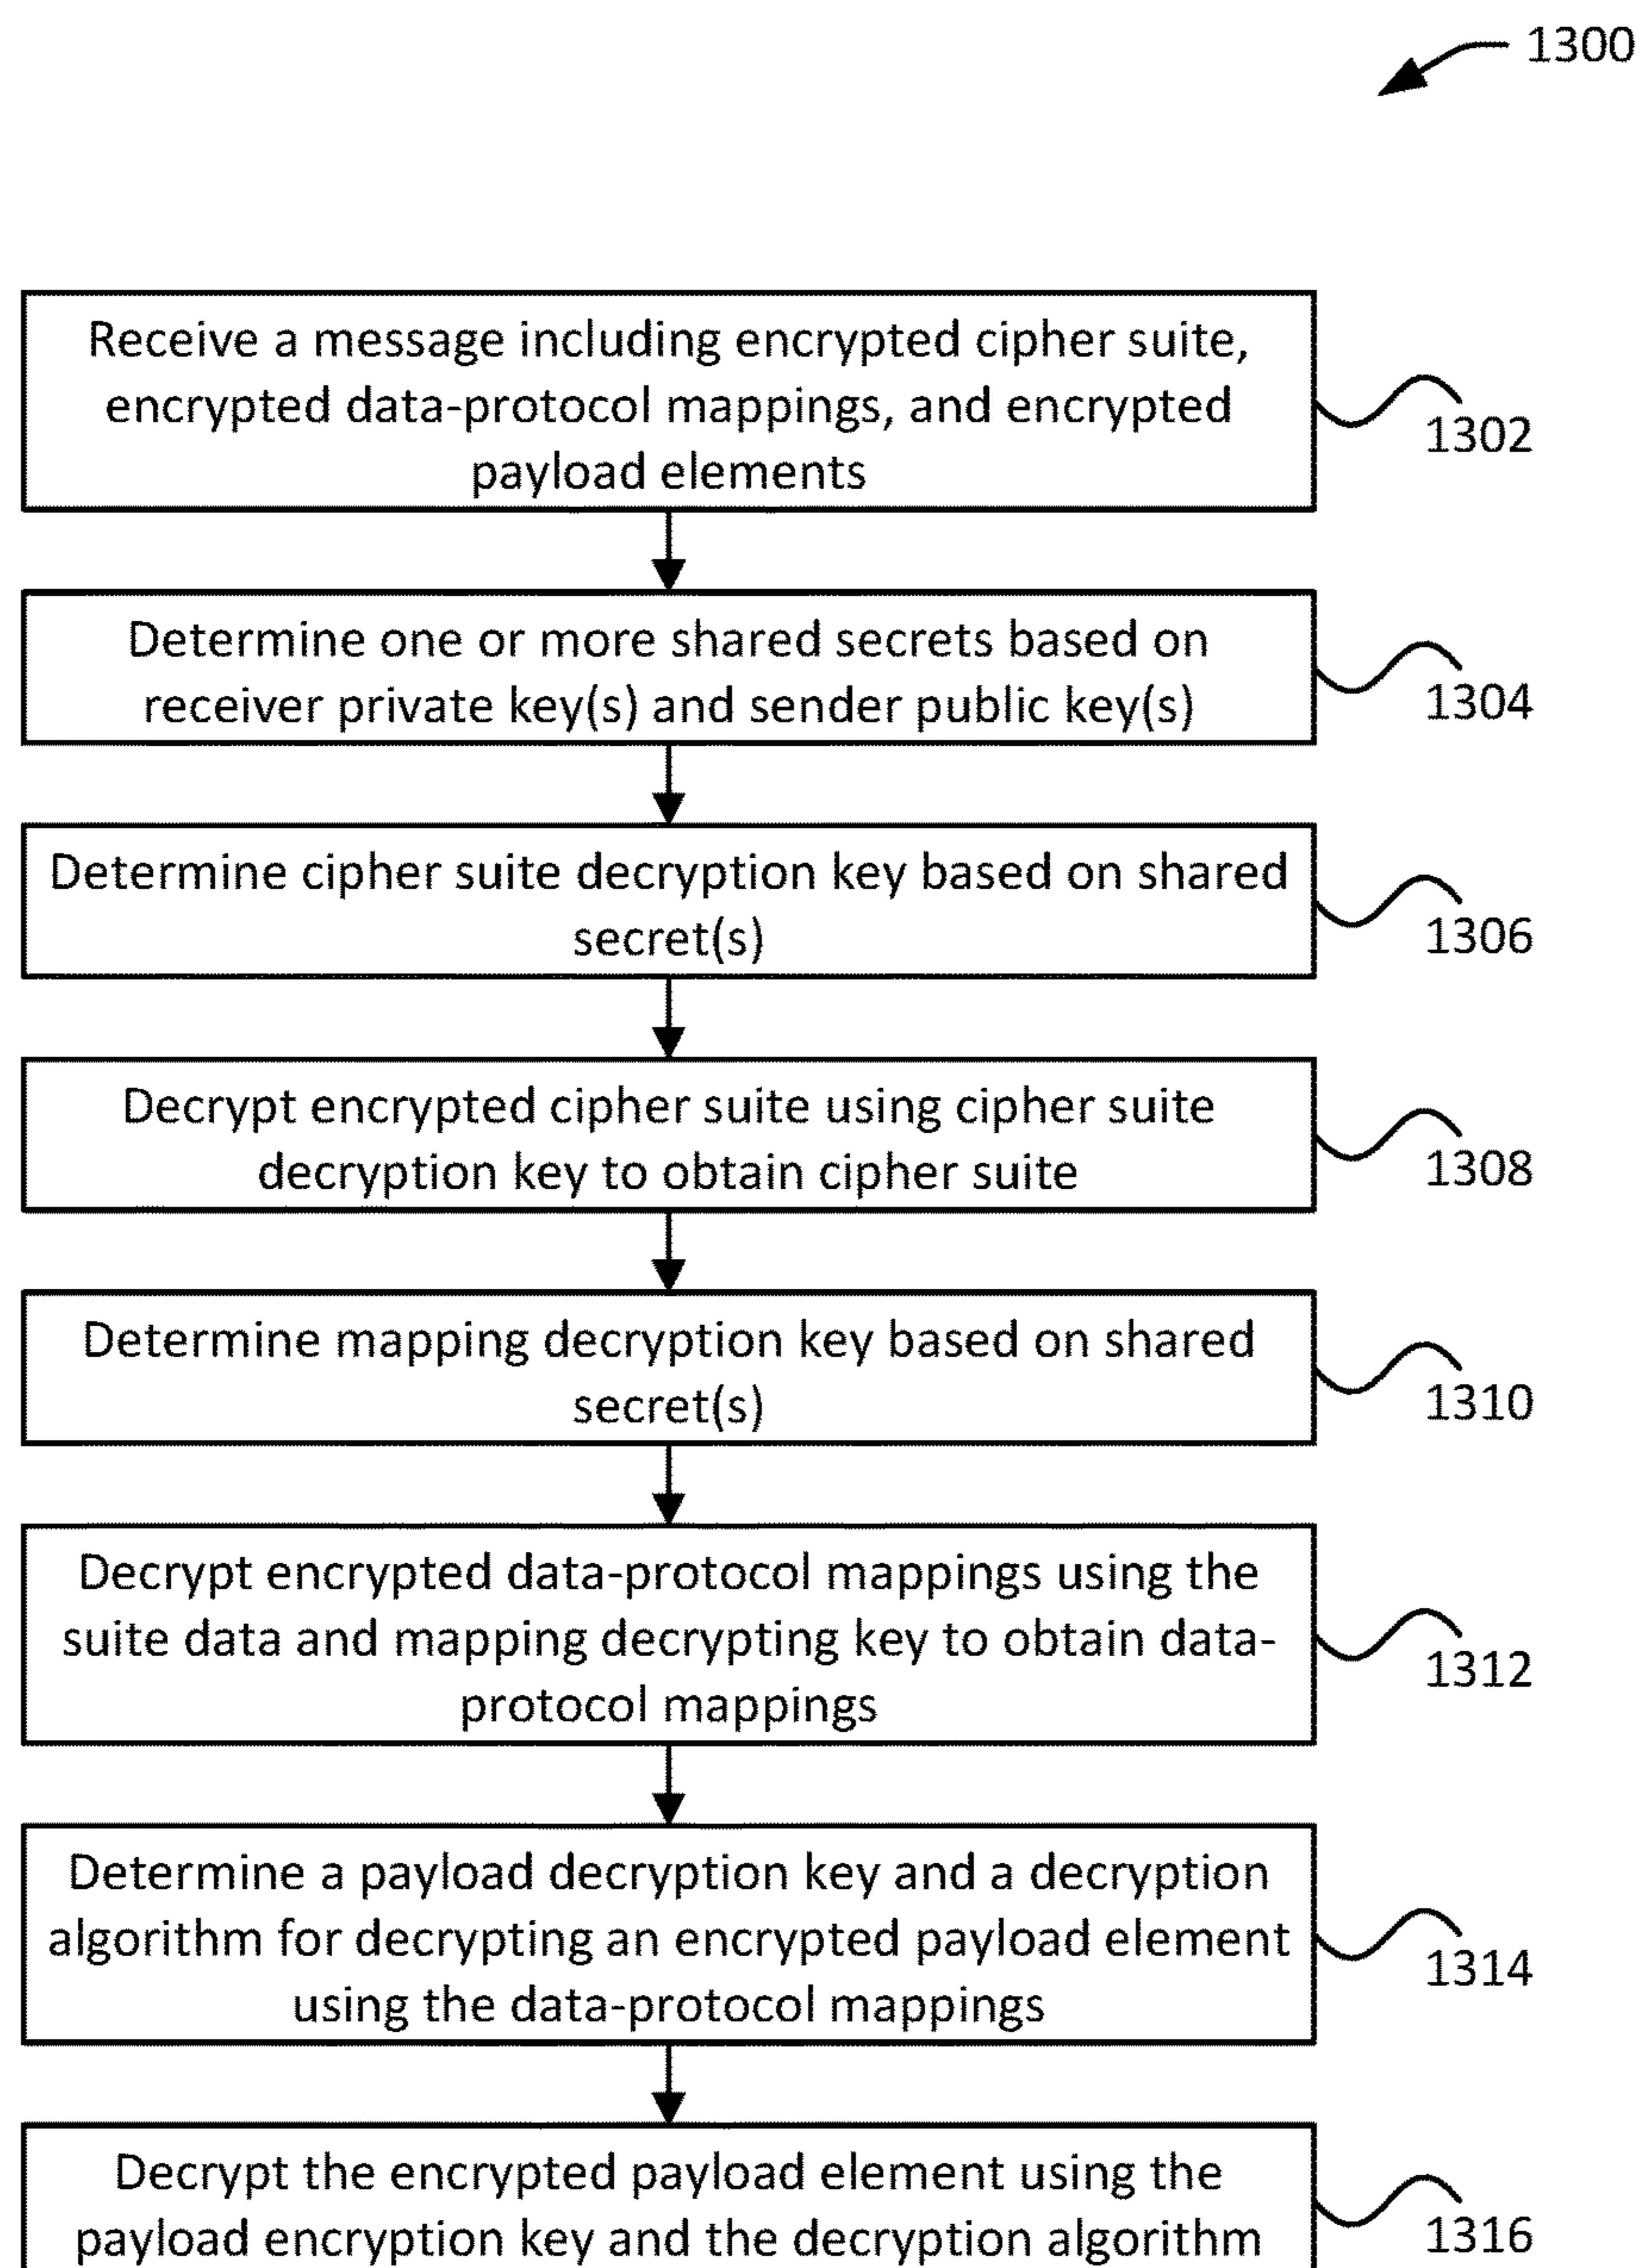 1300
Receive a message including encrypted cipher suite,
encrypted data-protocol mappings, and encrypted
payload elements
1302
Determine one or more shared secrets based on
receiver private key(s) and sender public key(s)
1304
Determine cipher suite decryption key based on shared
secret(s)
1306
Decrypt encrypted cipher suite using cipher suite
decryption key to obtain cipher suite
1308
Determine mapping decryption key based on shared
secret(s)
1310
Decrypt encrypted data-protocol mappings using the
suite data and mapping decrypting key to obtain data-
protocol mappings
1312
Determine a payload decryption key and a decryption
algorithm for decrypting an encrypted payload element
using the data-protocol mappings
1314
Decrypt the encrypted payload element using the
payload encryption key and the decryption algorithm
1316